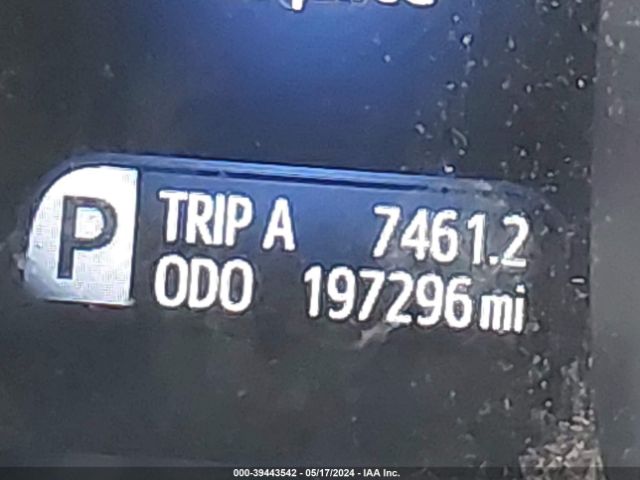 P
TRIP A 7461.2
ODO 197296 mi
000-39443542 - 05/17/2024 - IAA Inc.